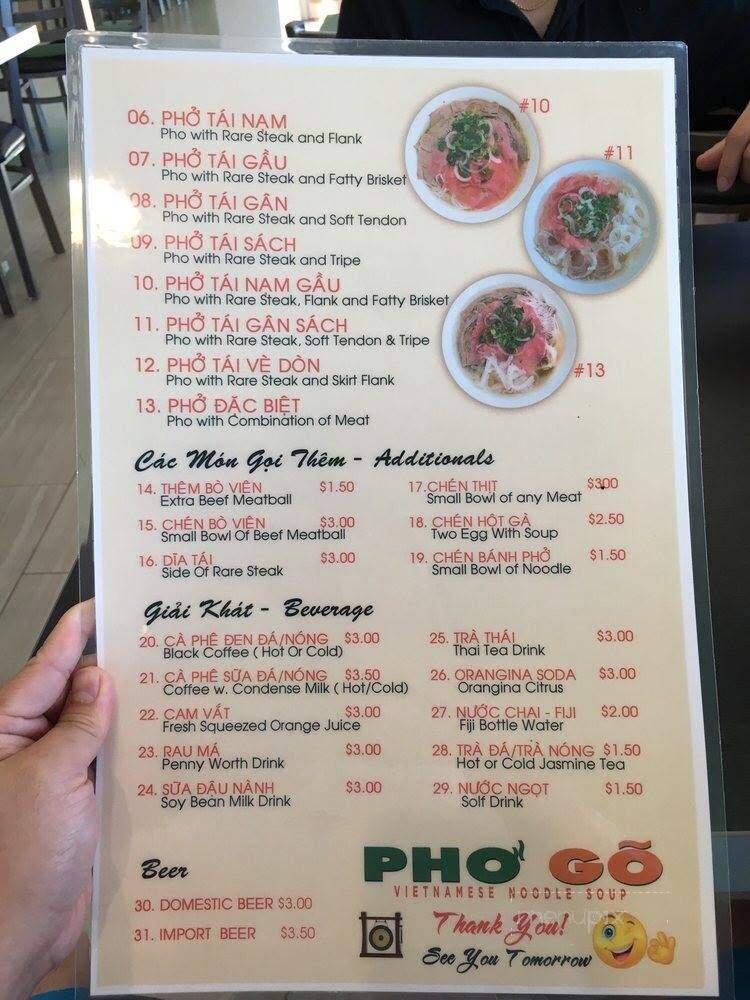 06. PHỞ TÁI NAM
Pho with Rare Steak and Flank
07. PHỞ TÁI GẦU
Pho with Rare Steak and Fatty Brisket
08. PHỞ TÁI GÂN
Pho with Rare Steak and Soft Tendon
09. PHỞ TÁI SÁCH
Pho with Rare Steak and Tripe
10. PHỞ TÁI NAM GẦU
Pho with Rare Steak, Flank and Fatty Brisket
11. PHỞ TÁI GÂN SÁCH
Pho with Rare Steak, Soft Tendon & Tripe
12. PHỞ TÁI VÈ DÒN
Pho with Rare Steak and Skirt Flank
13. PHỞ ĐẶC BIỆT
Pho with Combination of Meat
#10
#11
#13
Các Món Gọi Thêm - Additionals
14. THÊM BÒ VIÊN $1.50
Extra Beef Meatball
15. CHÉN BÒ VIÊN $3.00
Small Bowl Of Beef Meatball
16. DĨA TÁI $3.00
Side Of Rare Steak
17. CHÉN THỊT $300
Small Bowl of any Meat
18. CHÉN HỘT GÀ $2.50
Two Egg With Soup
19. CHÉN BÁNH PHỞ $1.50
Small Bowl of Noodle
Giải Khát - Beverage
20. CÀ PHÊ ĐEN ĐÁ/NÓNG $3.00
Black Coffee ( Hot Or Cold)
21. CÀ PHÊ SỮA ĐÁ/NÓNG $3.50
Coffee w. Condense Milk ( Hot/Cold)
22. CAM VẮT $3.00
Fresh Squeezed Orange Juice
23. RAU MÁ $3.00
Penny Worth Drink
24. SỮA ĐẬU NÀNH $3.00
Soy Bean Milk Drink
25. TRÀ THÁI $3.00
Thai Tea Drink
26. ORANGINA SODA $3.00
Orangina Citrus
27. NƯỚC CHAI - FIJI $2.00
Fiji Bottle Water
28. TRÀ ĐÁ/TRÀ NÓNG $1.50
Hot or Cold Jasmine Tea
29. NƯỚC NGỌT $1.50
Solf Drink
Beer
30. DOMESTIC BEER $3.00
31. IMPORT BEER $3.50
PHỞ GÕ
VIETNAMESE NOODLE SOUP
menupix
Thank You!
See You Tomorrow